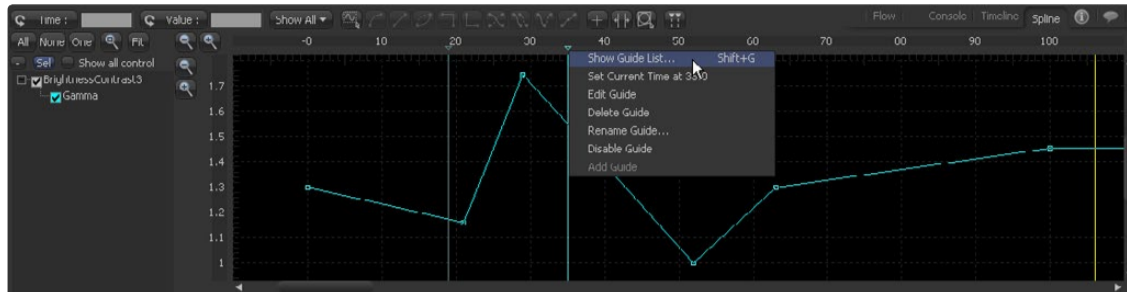 Time : Value : Show All Flow Console Timeline Spline
All None One Fit -0 10 20 30 40 50 60 70 80 90 100
Sel Show all control
BrightnessContrast3
Gamma
1.7
1.6
1.5
1.4
1.3
1.2
1.1
1
Show Guide List... Shift+G
Set Current Time at 35.0
Edit Guide
Delete Guide
Rename Guide...
Disable Guide
Add Guide